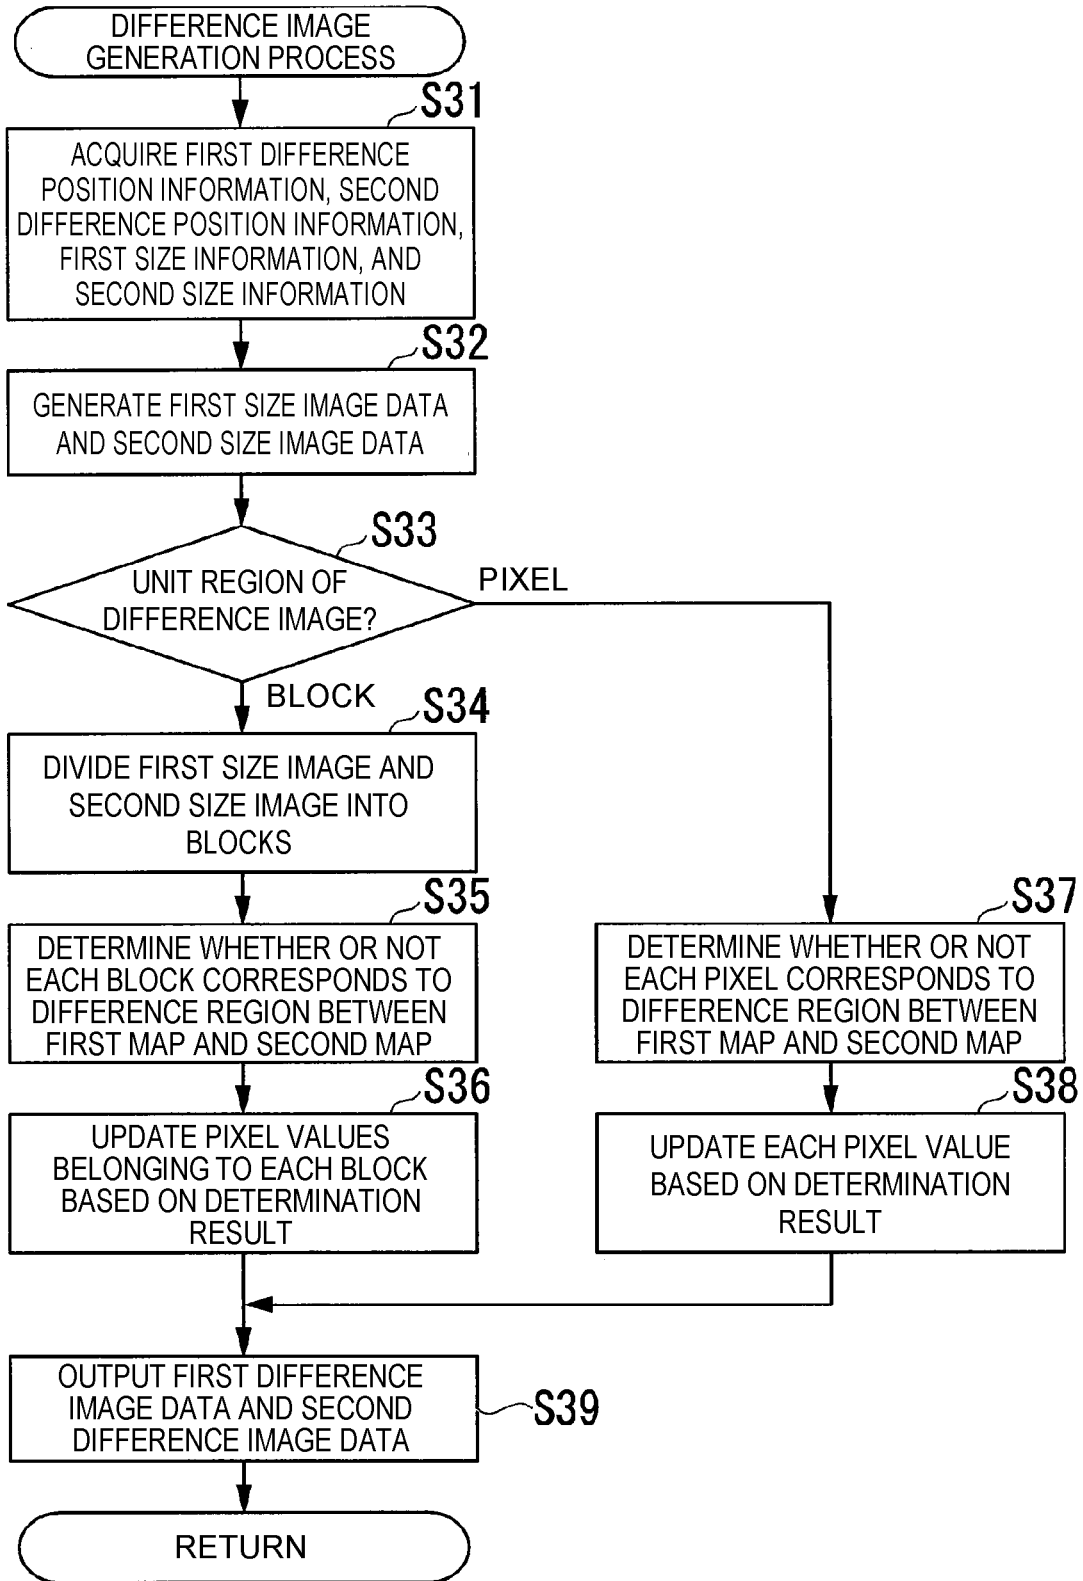 DIFFERENCE IMAGE
GENERATION PROCESS
S31
ACQUIRE FIRST DIFFERENCE
POSITION INFORMATION, SECOND
DIFFERENCE POSITION INFORMATION,
FIRST SIZE INFORMATION, AND
SECOND SIZE INFORMATION
S32
GENERATE FIRST SIZE IMAGE DATA
AND SECOND SIZE IMAGE DATA
S33
UNIT REGION OF
DIFFERENCE IMAGE?
PIXEL
BLOCK
S34
DIVIDE FIRST SIZE IMAGE AND
SECOND SIZE IMAGE INTO
BLOCKS
S35
DETERMINE WHETHER OR NOT
EACH BLOCK CORRESPONDS TO
DIFFERENCE REGION BETWEEN
FIRST MAP AND SECOND MAP
S36
UPDATE PIXEL VALUES
BELONGING TO EACH BLOCK
BASED ON DETERMINATION
RESULT
S37
DETERMINE WHETHER OR NOT
EACH PIXEL CORRESPONDS TO
DIFFERENCE REGION BETWEEN
FIRST MAP AND SECOND MAP
S38
UPDATE EACH PIXEL VALUE
BASED ON DETERMINATION
RESULT
OUTPUT FIRST DIFFERENCE
IMAGE DATA AND SECOND
DIFFERENCE IMAGE DATA
S39
RETURN